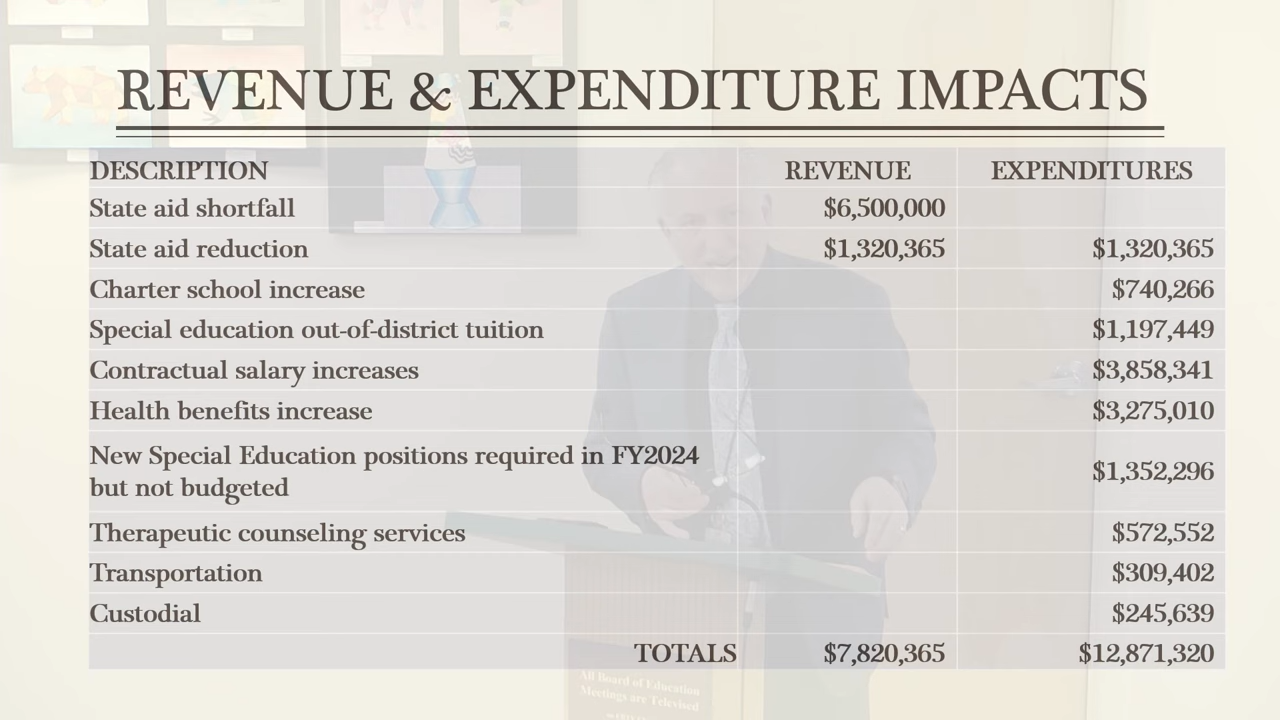 REVENUE & EXPENDITURE IMPACTS
DESCRIPTION REVENUE EXPENDITURES
State aid shortfall $6,500,000
State aid reduction $1,320,365 $1,320,365
Charter school increase $740,266
Special education out-of-district tuition $1,197,449
Contractual salary increases $3,858,341
Health benefits increase $3,275,010
New Special Education positions required in FY2024
but not budgeted $1,352,296
Therapeutic counseling services $572,552
Transportation $309,402
Custodial $245,639
TOTALS $7,820,365 $12,871,320
All Board of Education
Meetings are Televised